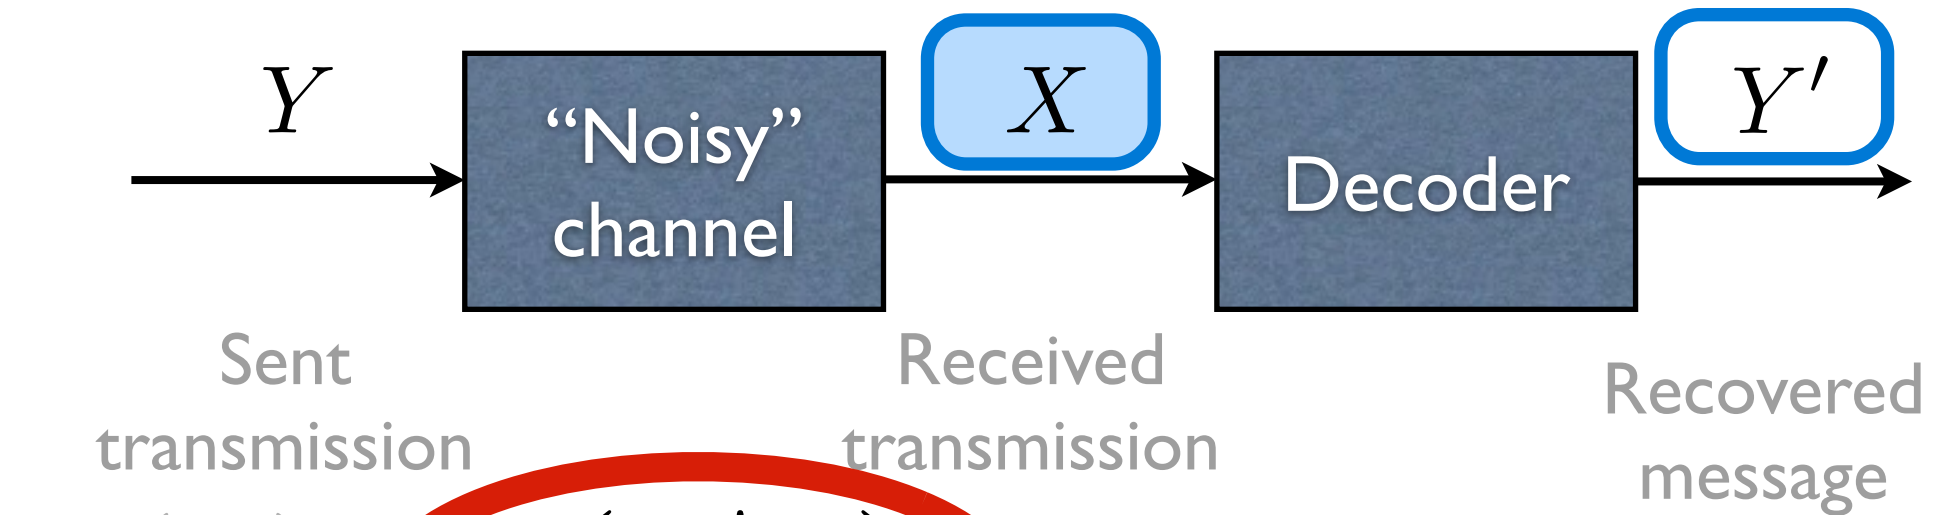 Y
“Noisy”
channel
X
Decoder
Y′
Sent
transmission
Received
transmission
Recovered
message